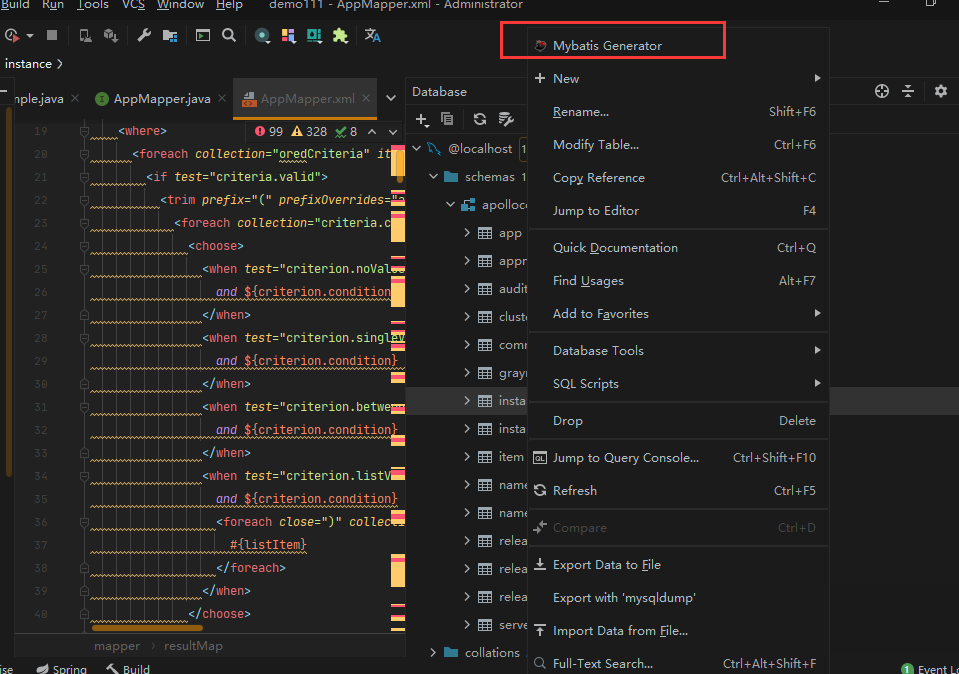 Build Run Tools VCS Window Help demo111 - AppMapper.xml - Administrator
instance
mple.java AppMapper.java AppMapper.xml
99 328 8
19 <where>
20 <foreach collection="oredCriteria" it
21 <if test="criteria.valid">
22 <trim prefix="(" prefixOverrides="a
23 <foreach collection="criteria.c
24 <choose>
25 <when test="criterion.noValue
26 and ${criterion.condition
27 </when>
28 <when test="criterion.singleV
29 and ${criterion.condition}
30 </when>
31 <when test="criterion.betwee
32 and ${criterion.condition}
33 </when>
34 <when test="criterion.listV
35 and ${criterion.condition}
36 <foreach close=")" collecti
37 #{listItem}
38 </foreach>
39 </when>
40 </choose>
mapper resultMap
Database
@localhost 1
schemas 1
apolloco
app
appn
audit
cluste
comm
grayr
insta
insta
item
name
name
relea
relea
relea
serve
collations
Mybatis Generator
New
Rename... Shift+F6
Modify Table... Ctrl+F6
Copy Reference Ctrl+Alt+Shift+C
Jump to Editor F4
Quick Documentation Ctrl+Q
Find Usages Alt+F7
Add to Favorites
Database Tools
SQL Scripts
Drop Delete
QL Jump to Query Console... Ctrl+Shift+F10
Refresh Ctrl+F5
Compare Ctrl+D
Export Data to File
Export with 'mysqldump'
Import Data from File...
Full-Text Search... Ctrl+Alt+Shift+F
ise Spring Build
1 Event Lo